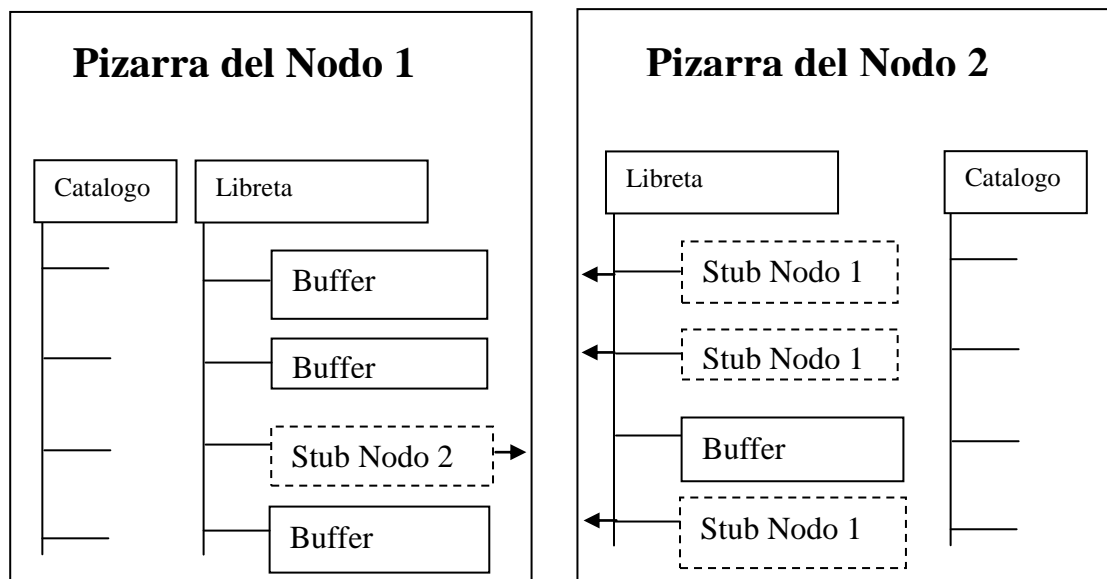 Pizarra del Nodo 1
Catalogo
Libreta
Buffer
Buffer
Stub Nodo 2
Buffer
Pizarra del Nodo 2
Libreta
Catalogo
Stub Nodo 1
Stub Nodo 1
Buffer
Stub Nodo 1